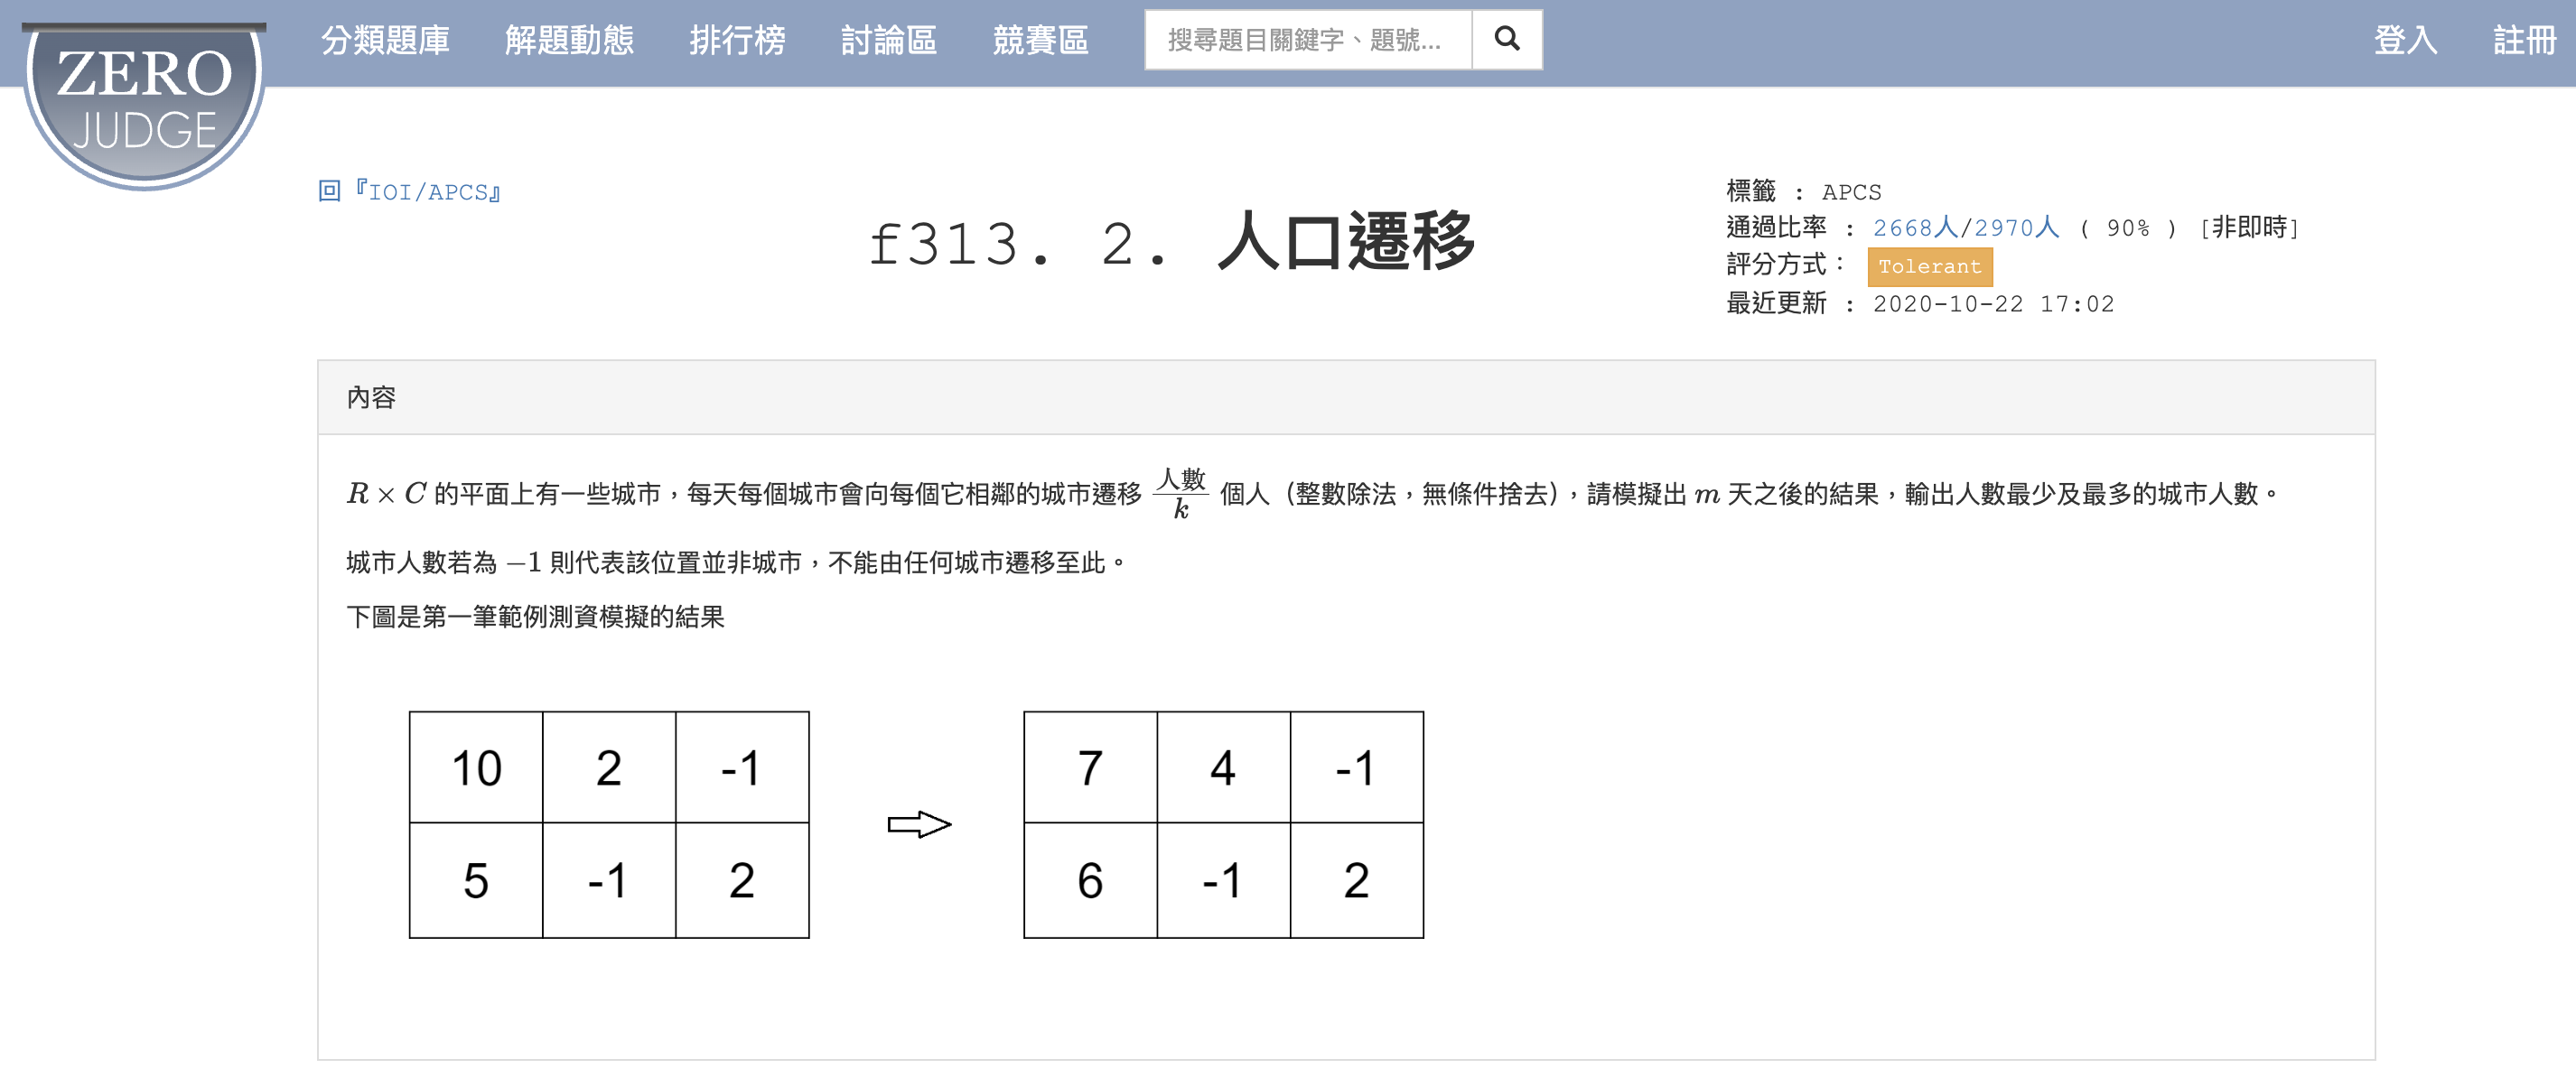 ZERO
JUDGE
分類題庫 解題動態 排行榜 討論區 競賽區 搜尋題目關鍵字、題號... 登入 註冊
回『IOI/APCS』
f313. 2. 人口遷移
標籤 : APCS
通過比率 : 2668人/2970人 ( 90% ) [非即時]
評分方式： Tolerant
最近更新 : 2020-10-22 17:02
內容
R × C 的平面上有一些城市，每天每個城市會向每個它相鄰的城市遷移 人數/k 個人（整數除法，無條件捨去），請模擬出 m 天之後的結果，輸出人數最少及最多的城市人數。
城市人數若為 −1 則代表該位置並非城市，不能由任何城市遷移至此。
下圖是第一筆範例測資模擬的結果
10 2 -1
5 -1 2
7 4 -1
6 -1 2